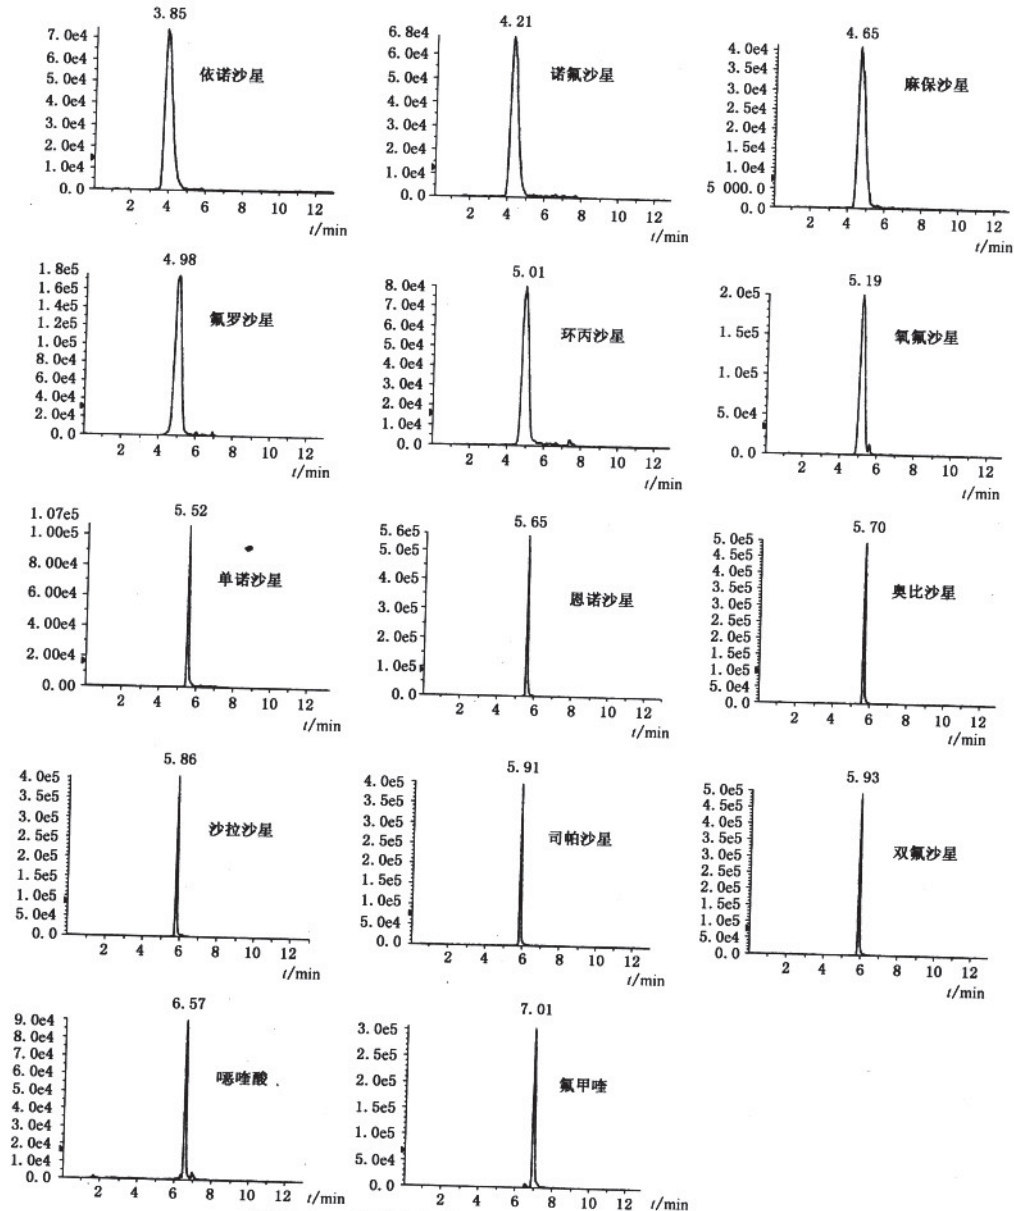 3.85
7.0e4
6.0e4
5.0e4
4.0e4
3.0e4
2.0e4
1.0e4
0.0
依诺沙星
2 4 6 8 10 12
t/min
4.21
6.8e4
6.0e4
5.0e4
4.0e4
3.0e4
2.0e4
1.0e4
0.0
诺氟沙星
2 4 6 8 10 12
t/min
4.65
4.0e4
3.5e4
3.0e4
2.5e4
2.0e4
1.5e4
1.0e4
5 000.0
0.0
麻保沙星
2 4 6 8 10 12
t/min
4.98
1.8e5
1.6e5
1.4e5
1.2e5
1.0e5
8.0e4
6.0e4
4.0e4
2.0e4
0.0
氟罗沙星
2 4 6 8 10 12
t/min
5.01
8.0e4
7.0e4
6.0e4
5.0e4
4.0e4
3.0e4
2.0e4
1.0e4
0.0
环丙沙星
2 4 6 8 10 12
t/min
5.19
2.0e5
1.5e5
1.0e5
5.0e4
0.0
氧氟沙星
2 4 6 8 10 12
t/min
5.52
1.07e5
1.00e5
8.00e4
6.00e4
4.00e4
2.00e4
0.00
单诺沙星
2 4 6 8 10 12
t/min
5.65
5.6e5
5.0e5
3.0e5
1.0e5
0.0
恩诺沙星
2 4 6 8 10 12
t/min
5.70
5.0e5
4.5e5
4.0e5
3.5e5
3.0e5
2.5e5
2.0e5
1.5e5
1.0e5
5.0e4
0.0
奥比沙星
2 4 6 8 10 12
t/min
5.86
4.0e5
3.5e5
3.0e5
2.5e5
2.0e5
1.5e5
1.0e5
5.0e4
0.0
沙拉沙星
2 4 6 8 10 12
t/min
5.91
4.0e5
3.5e5
3.0e5
2.5e5
2.0e5
1.5e5
1.0e5
5.0e4
0.0
司帕沙星
2 4 6 8 10 12
t/min
5.93
5.0e5
4.5e5
4.0e5
3.5e5
3.0e5
2.5e5
2.0e5
1.5e5
1.0e5
5.0e4
0.0
双氟沙星
2 4 6 8 10 12
t/min
6.57
9.0e4
8.0e4
7.0e4
6.0e4
5.0e4
4.0e4
3.0e4
2.0e4
1.0e4
0.0
噁喹酸
2 4 6 8 10 12
t/min
7.01
3.0e5
2.5e5
2.0e5
1.5e5
1.0e5
5.0e4
0.0
氟甲喹
2 4 6 8 10 12
t/min